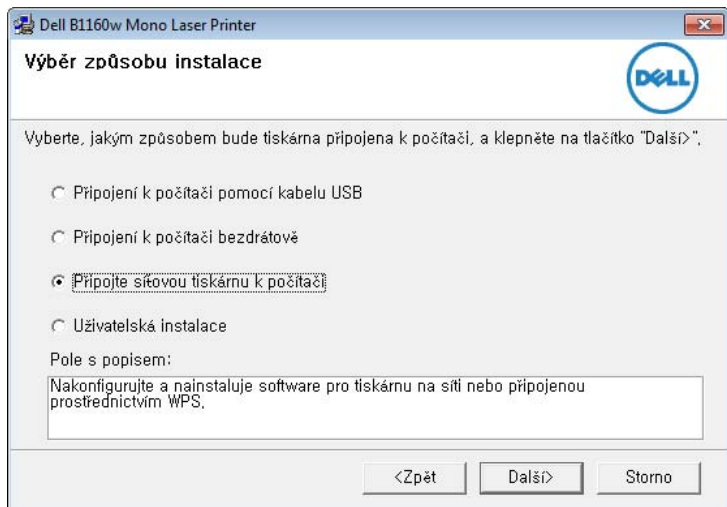 Dell B1160w Mono Laser Printer
Výběr způsobu instalace
DELL
Vyberte, jakým způsobem bude tiskárna připojena k počítači, a klepněte na tlačítko "Další>".
Připojení k počítači pomocí kabelu USB
Připojení k počítači bezdrátově
Připojte síťovou tiskárnu k počítači
Uživatelská instalace
Pole s popisem:
Nakonfigurujte a nainstaluje software pro tiskárnu na síti nebo připojenou
prostřednictvím WPS.
<Zpět
Další>
Storno